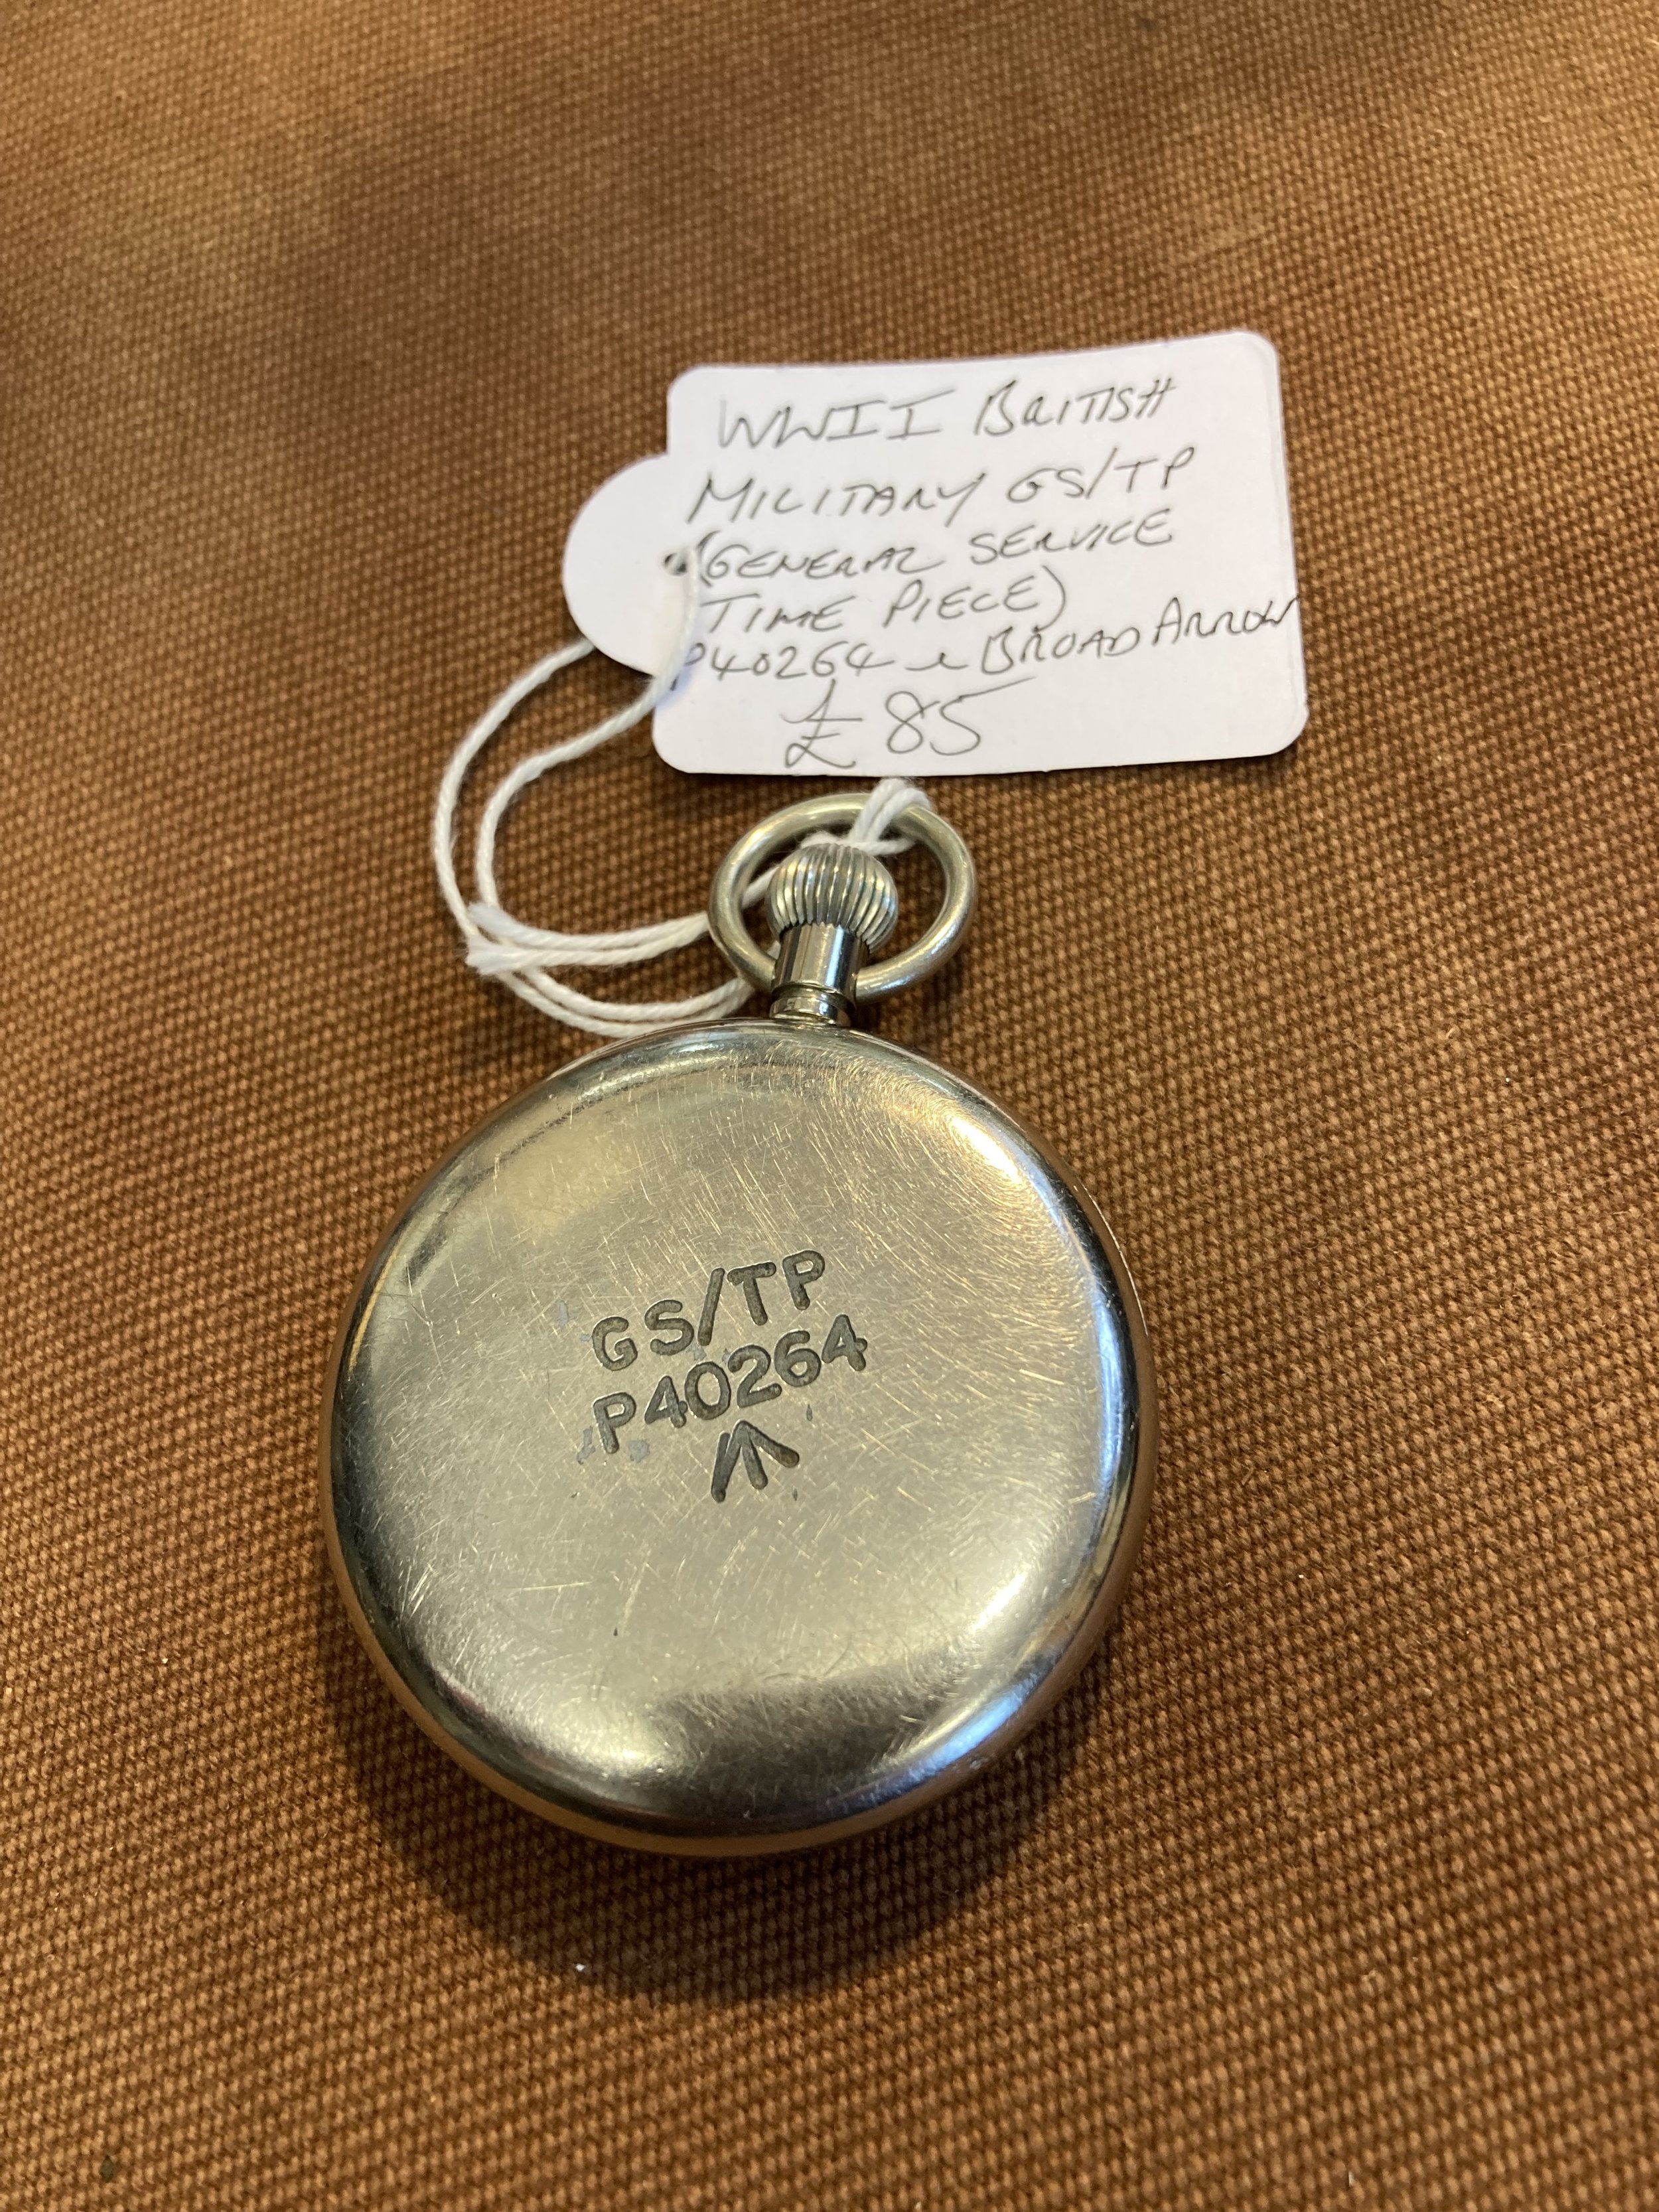 WWII BRITISH
MILITARY GS/TP
(GENERAL SERVICE
TIME PIECE)
P40264 & BROAD ARROW
£85
GS/TP
P40264